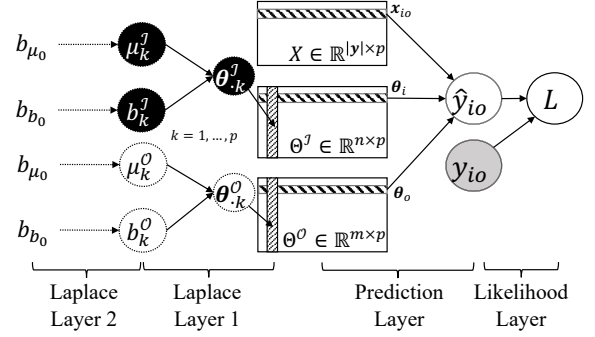 b_{μ_0}
μ_k^ℐ
b_{b_0}
b_k^ℐ
θ_{·k}^ℐ
k = 1, ..., p
b_{μ_0}
μ_k^𝒪
b_{b_0}
b_k^𝒪
θ_{·k}^𝒪
x_{io}
X ∈ ℝ^{|y|×p}
θ_i
Θ^ℐ ∈ ℝ^{n×p}
θ_o
Θ^𝒪 ∈ ℝ^{m×p}
ŷ_{io}
L
y_{io}
Laplace
Layer 2
Laplace
Layer 1
Prediction
Layer
Likelihood
Layer